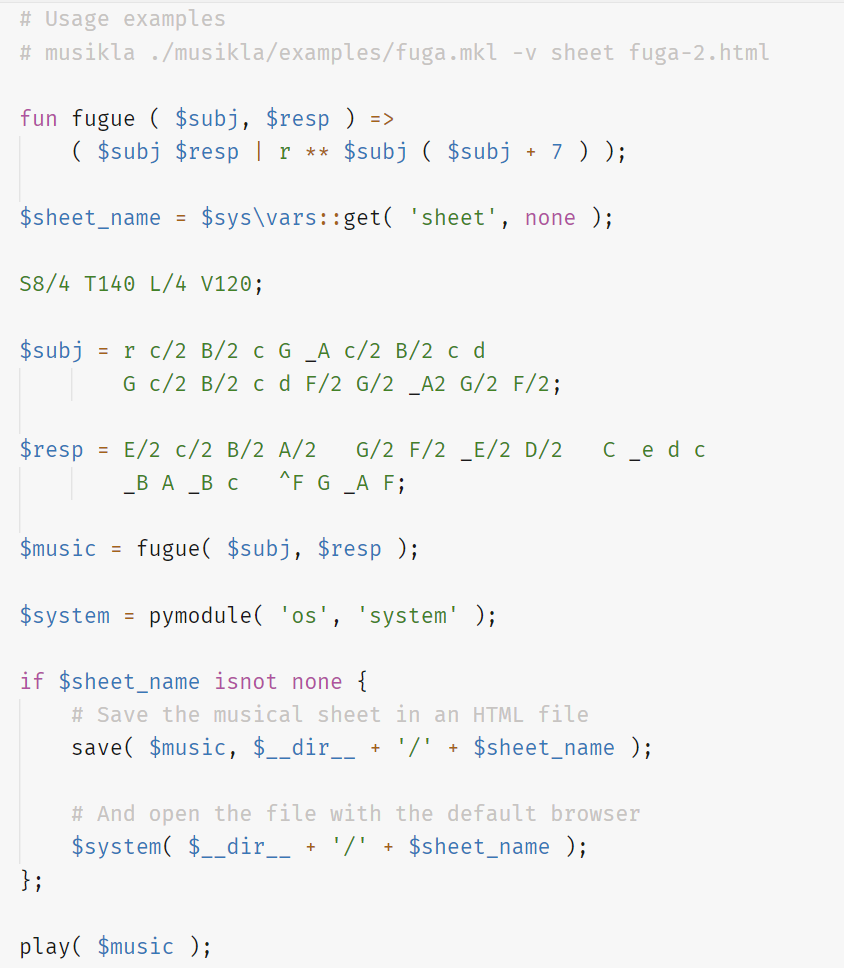 # Usage examples
# musikla ./musikla/examples/fuga.mkl -v sheet fuga-2.html
fun fugue ( $subj, $resp ) =>
( $subj $resp | r ** $subj ( $subj + 7 ) );
$sheet_name = $sys\vars::get( 'sheet', none );
S8/4 T140 L/4 V120;
$subj = r c/2 B/2 c G _A c/2 B/2 c d
G c/2 B/2 c d F/2 G/2 _A2 G/2 F/2;
$resp = E/2 c/2 B/2 A/2   G/2 F/2 _E/2 D/2   C _e d c
_B A _B c   ^F G _A F;
$music = fugue( $subj, $resp );
$system = pymodule( 'os', 'system' );
if $sheet_name isnot none {
# Save the musical sheet in an HTML file
save( $music, $__dir__ + '/' + $sheet_name );
# And open the file with the default browser
$system( $__dir__ + '/' + $sheet_name );
};
play( $music );